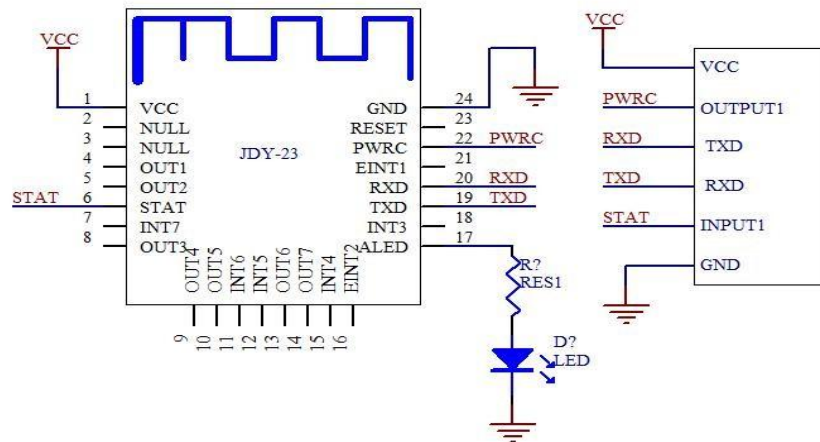 VCC
1 VCC
2 NULL
3 NULL
4 OUT1
5 OUT2
STAT 6 STAT
7 INT7
8 OUT3
JDY-23
GND 24
RESET 23
PWRC 22 PWRC
EINT1 21
RXD 20 RXD
TXD 19 TXD
INT3 18
ALED 17
OUT4
OUT5
INT6
INT5
OUT6
OUT7
INT4
EINT2
9
10
11
12
13
14
15
16
R?
RES1
D?
LED
VCC
VCC
PWRC OUTPUT1
RXD TXD
TXD RXD
STAT INPUT1
GND